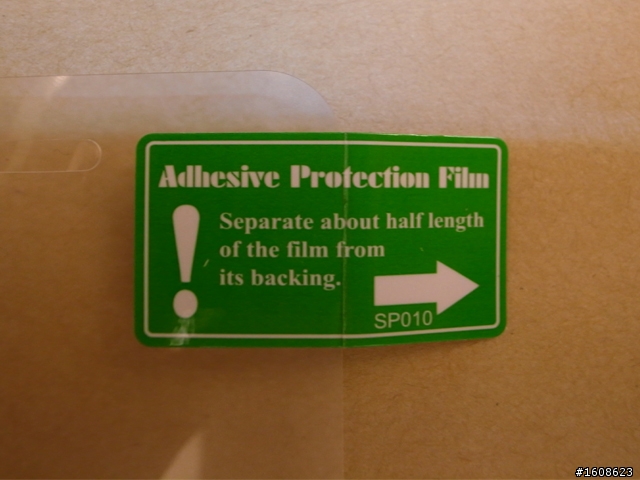 Adhesive Protection Film
! Separate about half length
of the film from
its backing.
SP010
#1608623